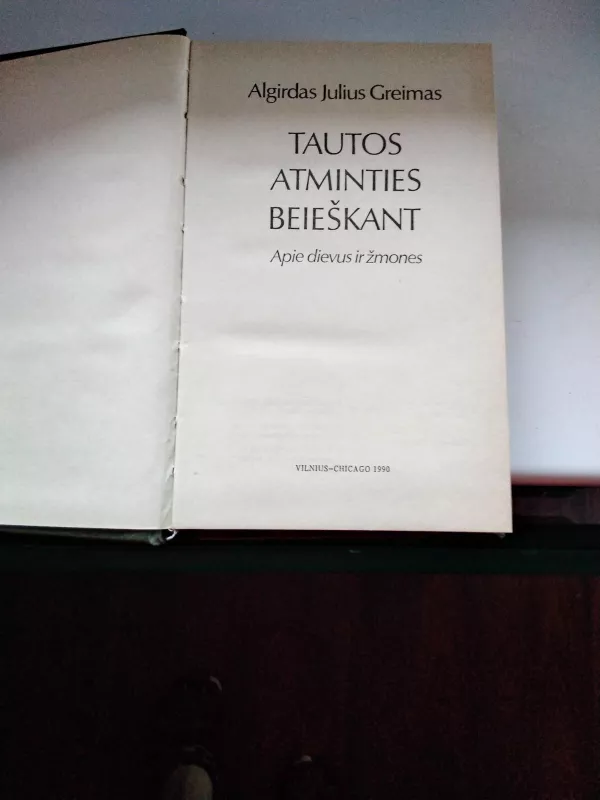 Algirdas Julius Greimas
TAUTOS
ATMINTIES
BEIEŠKANT
Apie dievus ir žmones
VILNIUS–CHICAGO 1990